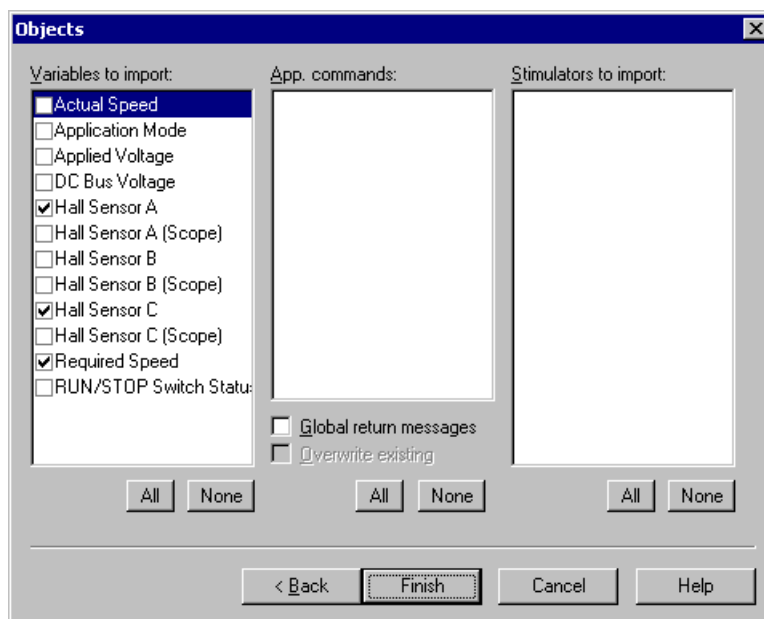 Objects
Variables to import:
Actual Speed
Application Mode
Applied Voltage
DC Bus Voltage
Hall Sensor A
Hall Sensor A (Scope)
Hall Sensor B
Hall Sensor B (Scope)
Hall Sensor C
Hall Sensor C (Scope)
Required Speed
RUN/STOP Switch Statu
All None
App. commands:
Global return messages
Overwrite existing
All None
Stimulators to import:
All None
< Back Finish Cancel Help